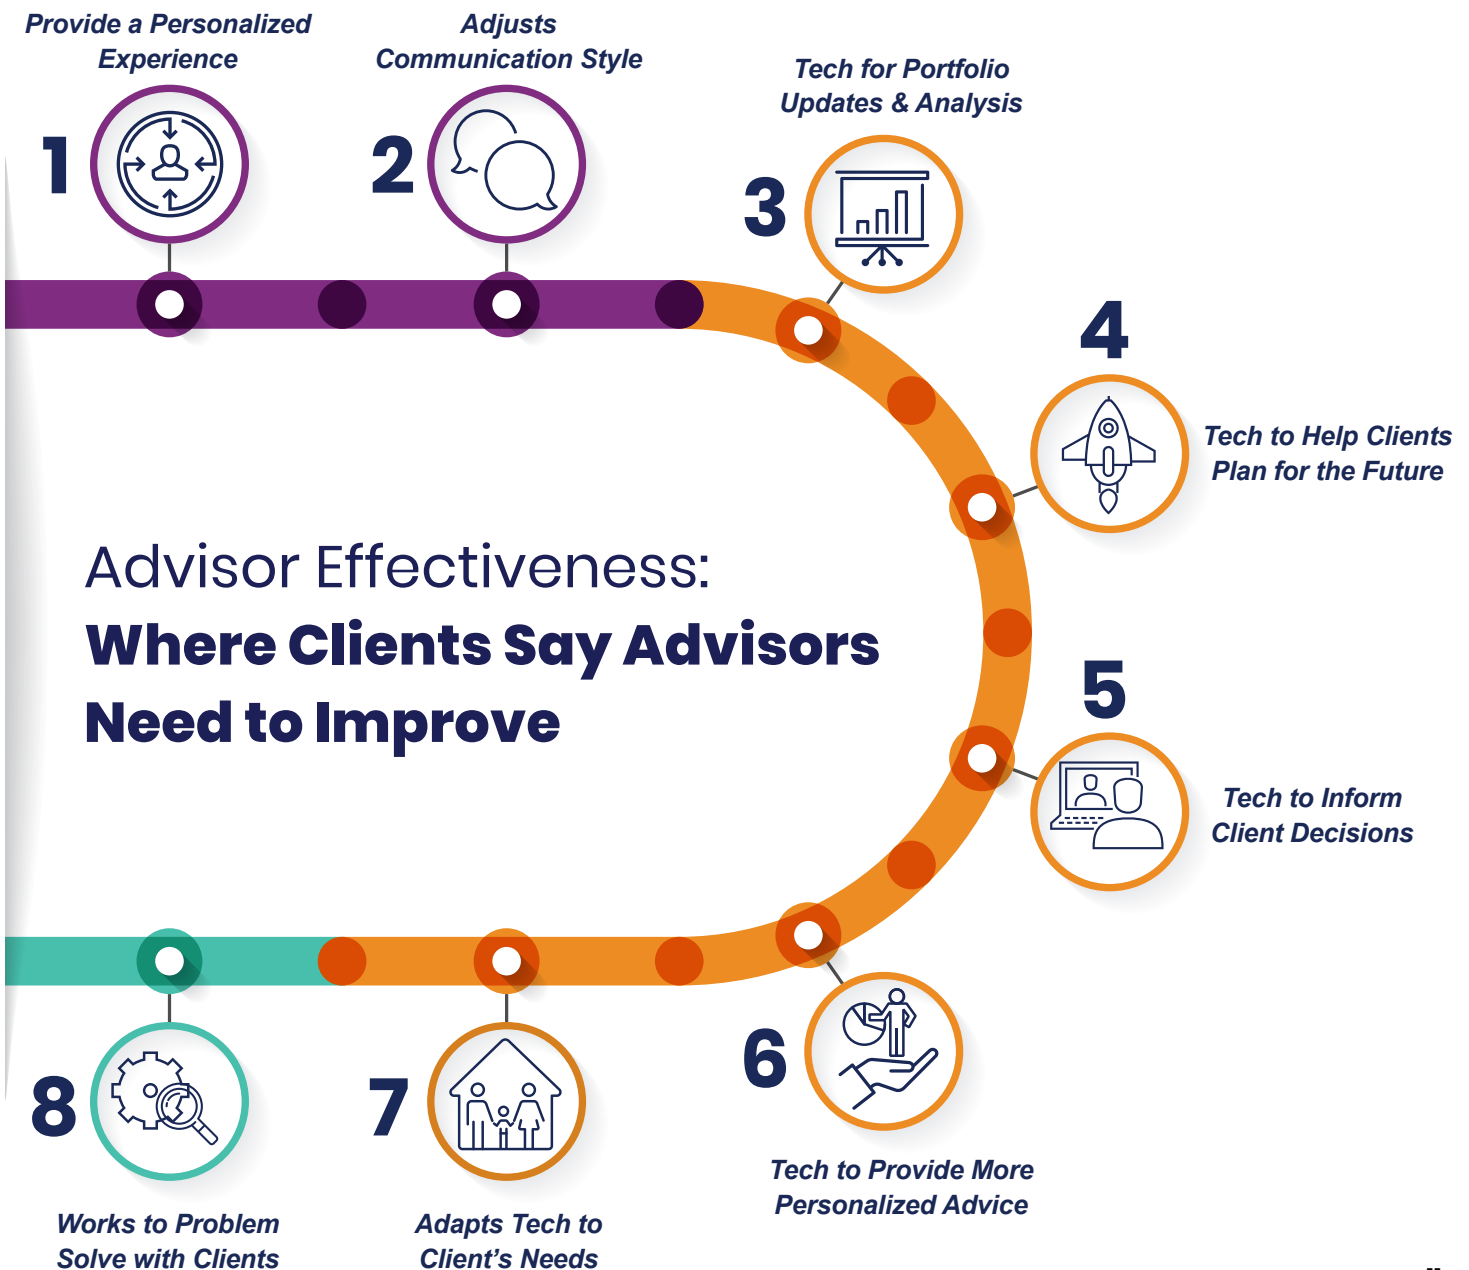 Provide a Personalized
Experience
1
Adjusts
Communication Style
2
Tech for Portfolio
Updates & Analysis
3
4
Tech to Help Clients
Plan for the Future
Advisor Effectiveness:
Where Clients Say Advisors
Need to Improve
5
Tech to Inform
Client Decisions
6
Tech to Provide More
Personalized Advice
7
Adapts Tech to
Client's Needs
8
Works to Problem
Solve with Clients